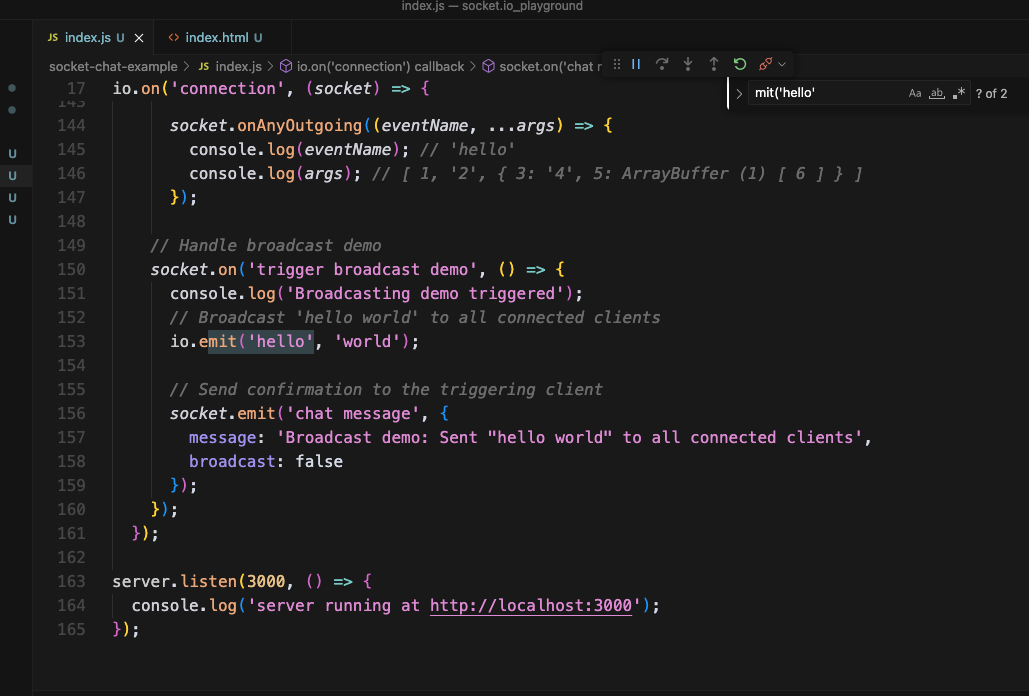 index.js — socket.io_playground
JS index.js U
<> index.html U
socket-chat-example > JS index.js > io.on('connection') callback > socket.on('chat
mit('hello'
Aa ab .* ? of 2
17 io.on('connection', (socket) => {
143
144 socket.onAnyOutgoing((eventName, ...args) => {
145 console.log(eventName); // 'hello'
146 console.log(args); // [ 1, '2', { 3: '4', 5: ArrayBuffer (1) [ 6 ] } ]
147 });
148
149 // Handle broadcast demo
150 socket.on('trigger broadcast demo', () => {
151 console.log('Broadcasting demo triggered');
152 // Broadcast 'hello world' to all connected clients
153 io.emit('hello', 'world');
154
155 // Send confirmation to the triggering client
156 socket.emit('chat message', {
157 message: 'Broadcast demo: Sent "hello world" to all connected clients',
158 broadcast: false
159 });
160 });
161 });
162
163 server.listen(3000, () => {
164 console.log('server running at http://localhost:3000');
165 });
U
U
U
U